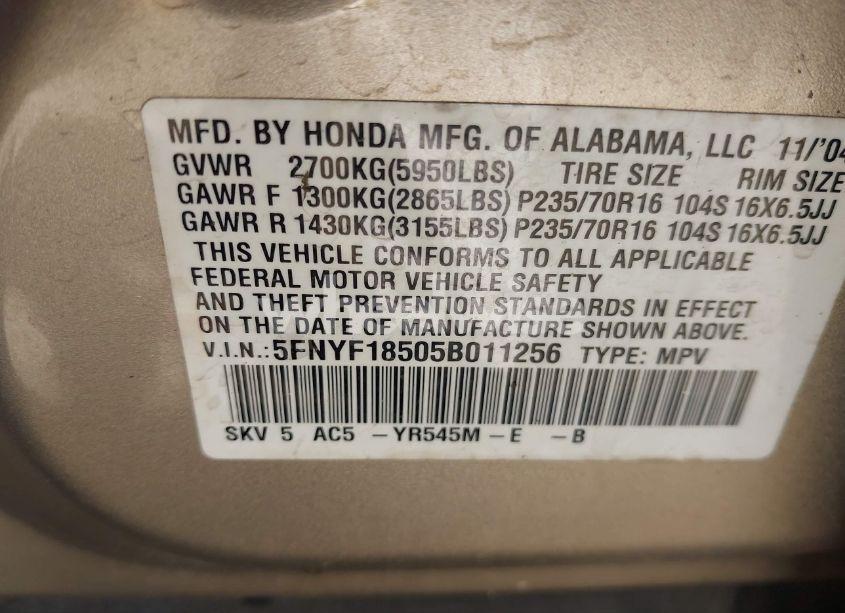 MFD. BY HONDA MFG. OF ALABAMA, LLC 11/'04
GVWR 2700KG(5950LBS) TIRE SIZE RIM SIZE
GAWR F 1300KG(2865LBS) P235/70R16 104S 16X6.5JJ
GAWR R 1430KG(3155LBS) P235/70R16 104S 16X6.5JJ
THIS VEHICLE CONFORMS TO ALL APPLICABLE
FEDERAL MOTOR VEHICLE SAFETY
AND THEFT PREVENTION STANDARDS IN EFFECT
ON THE DATE OF MANUFACTURE SHOWN ABOVE.
V.I.N.:5FNYF18505B011256 TYPE: MPV
SKV 5 AC5 -YR545M-E -B